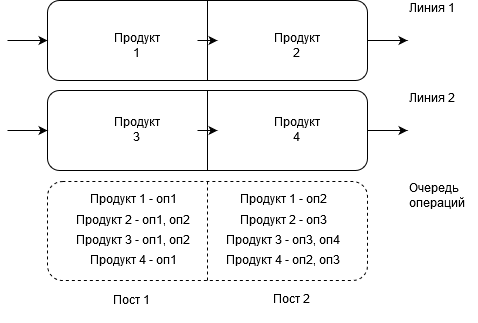 Линия 1
Продукт
1
Продукт
2
Линия 2
Продукт
3
Продукт
4
Очередь
операций
Продукт 1 - оп1
Продукт 2 - оп1, оп2
Продукт 3 - оп1, оп2
Продукт 4 - оп1
Продукт 1 - оп2
Продукт 2 - оп3
Продукт 3 - оп3, оп4
Продукт 4 - оп2, оп3
Пост 1
Пост 2